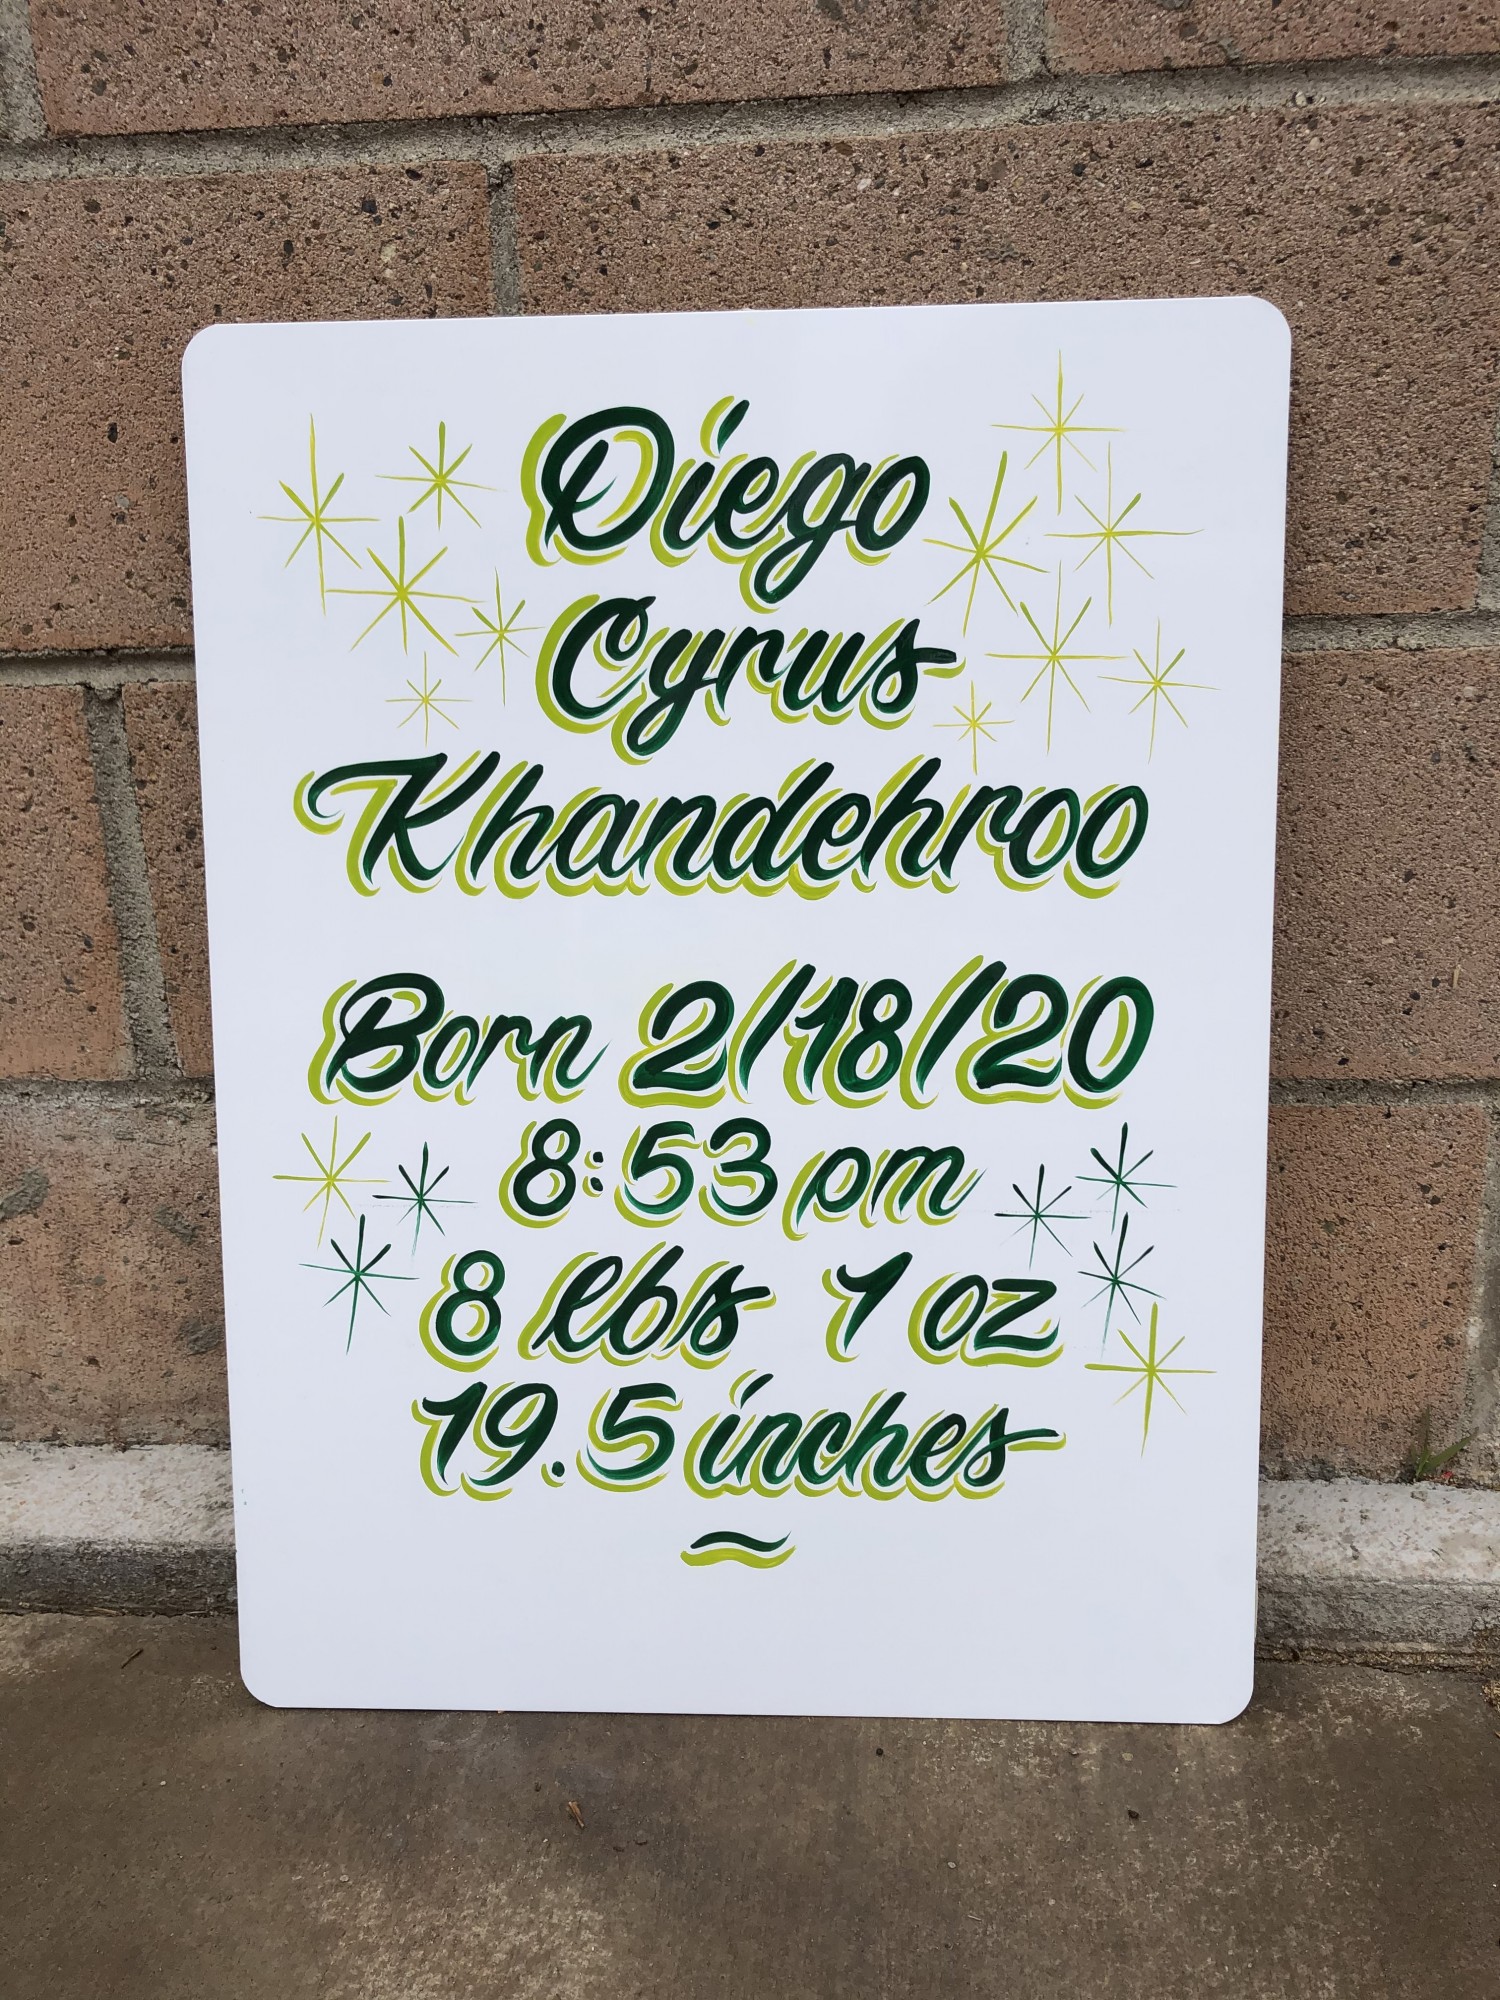 Diego
Cyrus
Khandehroo
Born 2/18/20
8:53 pm
8 lbs 1 oz
19.5 inches
~